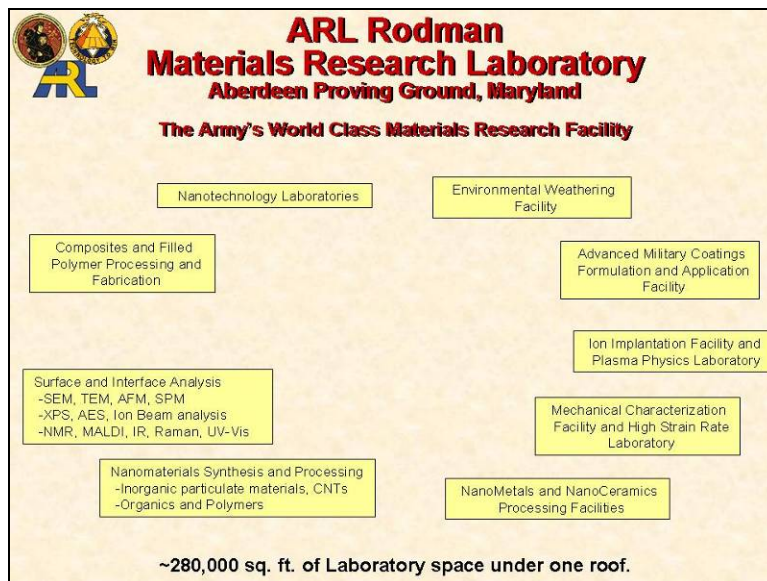 ARL
ARL Rodman
Materials Research Laboratory
Aberdeen Proving Ground, Maryland
The Army's World Class Materials Research Facility
Nanotechnology Laboratories
Environmental Weathering
Facility
Composites and Filled
Polymer Processing and
Fabrication
Advanced Military Coatings
Formulation and Application
Facility
Ion Implantation Facility and
Plasma Physics Laboratory
Surface and Interface Analysis
-SEM, TEM, AFM, SPM
-XPS, AES, Ion Beam analysis
-NMR, MALDI, IR, Raman, UV-Vis
Mechanical Characterization
Facility and High Strain Rate
Laboratory
Nanomaterials Synthesis and Processing
-Inorganic particulate materials, CNTs
-Organics and Polymers
NanoMetals and NanoCeramics
Processing Facilities
~280,000 sq. ft. of Laboratory space under one roof.